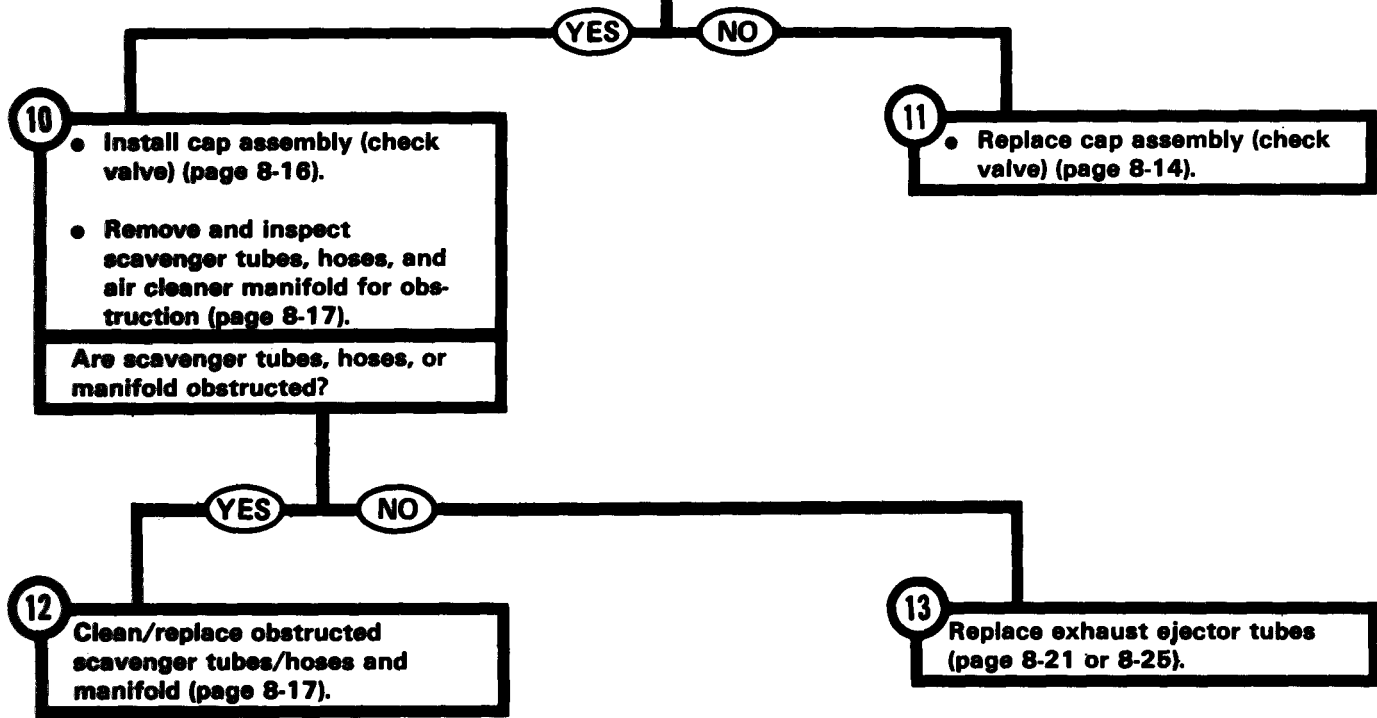 YES NO
10
• Install cap assembly (check
valve) (page 8-16).
• Remove and inspect
scavenger tubes, hoses, and
air cleaner manifold for obs-
truction (page 8-17).
Are scavenger tubes, hoses, or
manifold obstructed?
11
• Replace cap assembly (check
valve) (page 8-14).
YES NO
12
Clean/replace obstructed
scavenger tubes/hoses and
manifold (page 8-17).
13
Replace exhaust ejector tubes
(page 8-21 or 8-25).